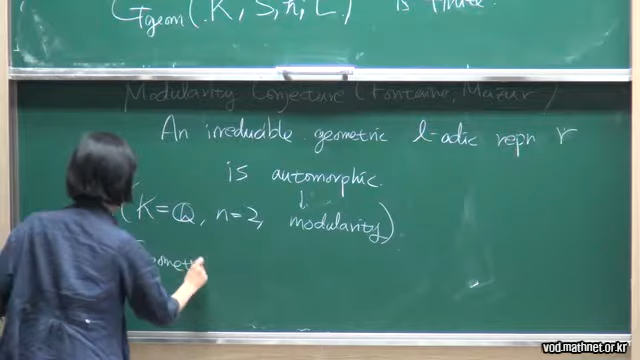 G_geom(K, S, n, L) is finite.
Modularity Conjecture (Fontaine, Mazur)
An irreducible geometric l-adic repn r
is automorphic.
↓
(K=ℚ, n=2, modularity)
vod.mathnet.or.kr